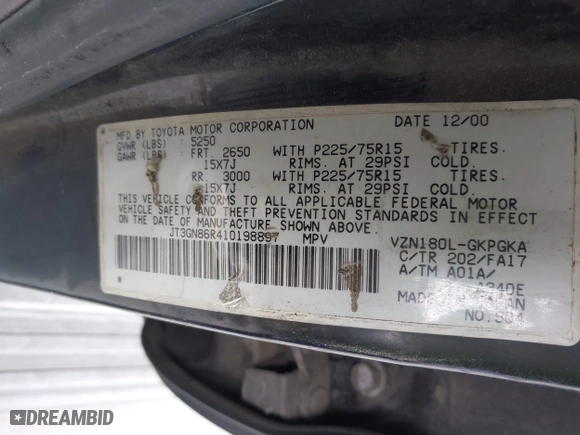 MFD BY TOYOTA MOTOR CORPORATION DATE 12/00
GVWR (LBS) 5250
GAWR (LBS) FRT. 2650 WITH P225/75R15 TIRES.
15X7J RIMS. AT 29PSI COLD.
RR. 3000 WITH P225/75R15 TIRES.
15X7J RIMS. AT 29PSI COLD.
THIS VEHICLE CONFORMS TO ALL APPLICABLE FEDERAL MOTOR
VEHICLE SAFETY AND THEFT PREVENTION STANDARDS IN EFFECT
ON THE DATE OF MANUFACTURE SHOWN ABOVE.
JT3GN86R410198897 MPV VZN180L-GKPGKA
C/TR 202/FA17
A/TM A01A/
A340E
MADE JAPAN
NO.
DREAMBID